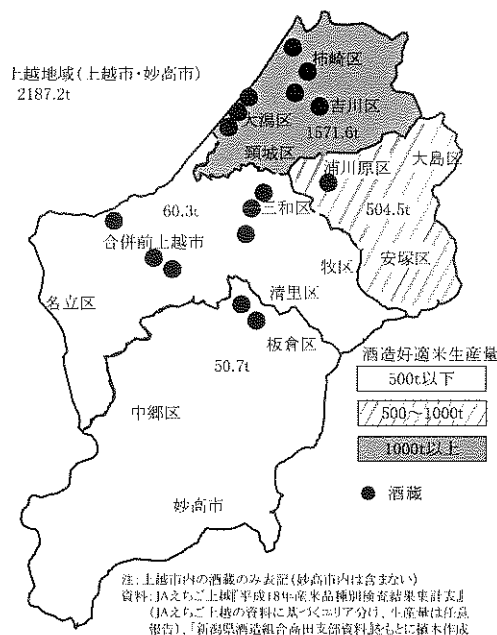 上越地域(上越市・妙高市)
2187.2t
柿崎区
吉川区
大潟区
1571.6t
頸城区
大島区
浦川原区
60.3t
三和区
504.5t
合併前上越市
牧区
安塚区
名立区
清里区
板倉区
50.7t
中郷区
妙高市
酒造好適米生産量
500t以下
500～1000t
1000t以上
酒蔵
注:上越市内の酒蔵のみ表記(妙高市内は含まない)
資料:JAえちご上越『平成18年産米品種別検査結果集計表』
(JAえちご上越の資料に基づくエリア分け、生産量は任意
報告)、『新潟県酒造組合高田支部資料』をもとに植木作成